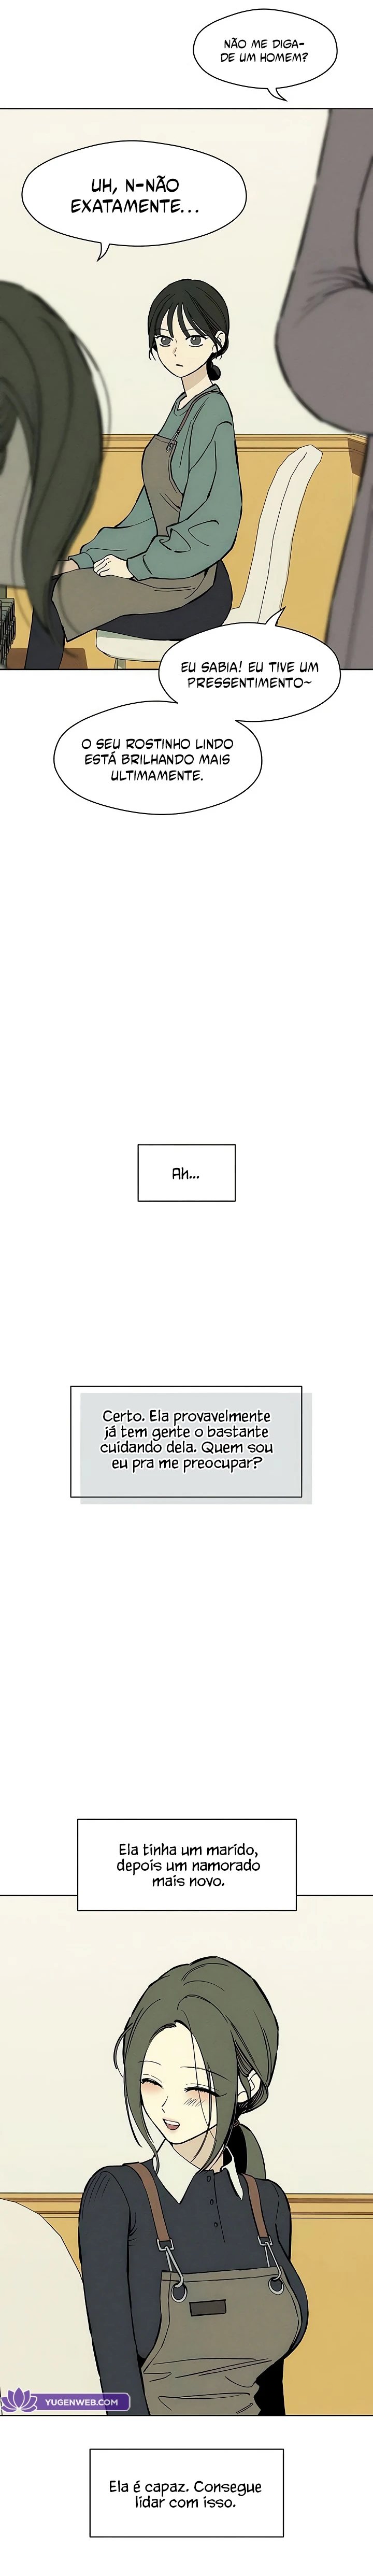 NÃO ME DIGA-
DE UM HOMEM?
UH, N-NÃO
EXATAMENTE...
EU SABIA! EU TIVE UM
PRESSENTIMENTO~
O SEU ROSTINHO LINDO
ESTÁ BRILHANDO MAIS
ULTIMAMENTE.
Ah...
Certo. Ela provavelmente
já tem gente o bastante
cuidando dela. Quem sou
eu pra me preocupar?
Ela tinha um marido,
depois um namorado
mais novo.
YUGENWEB.COM
Ela é capaz. Consegue
lidar com isso.